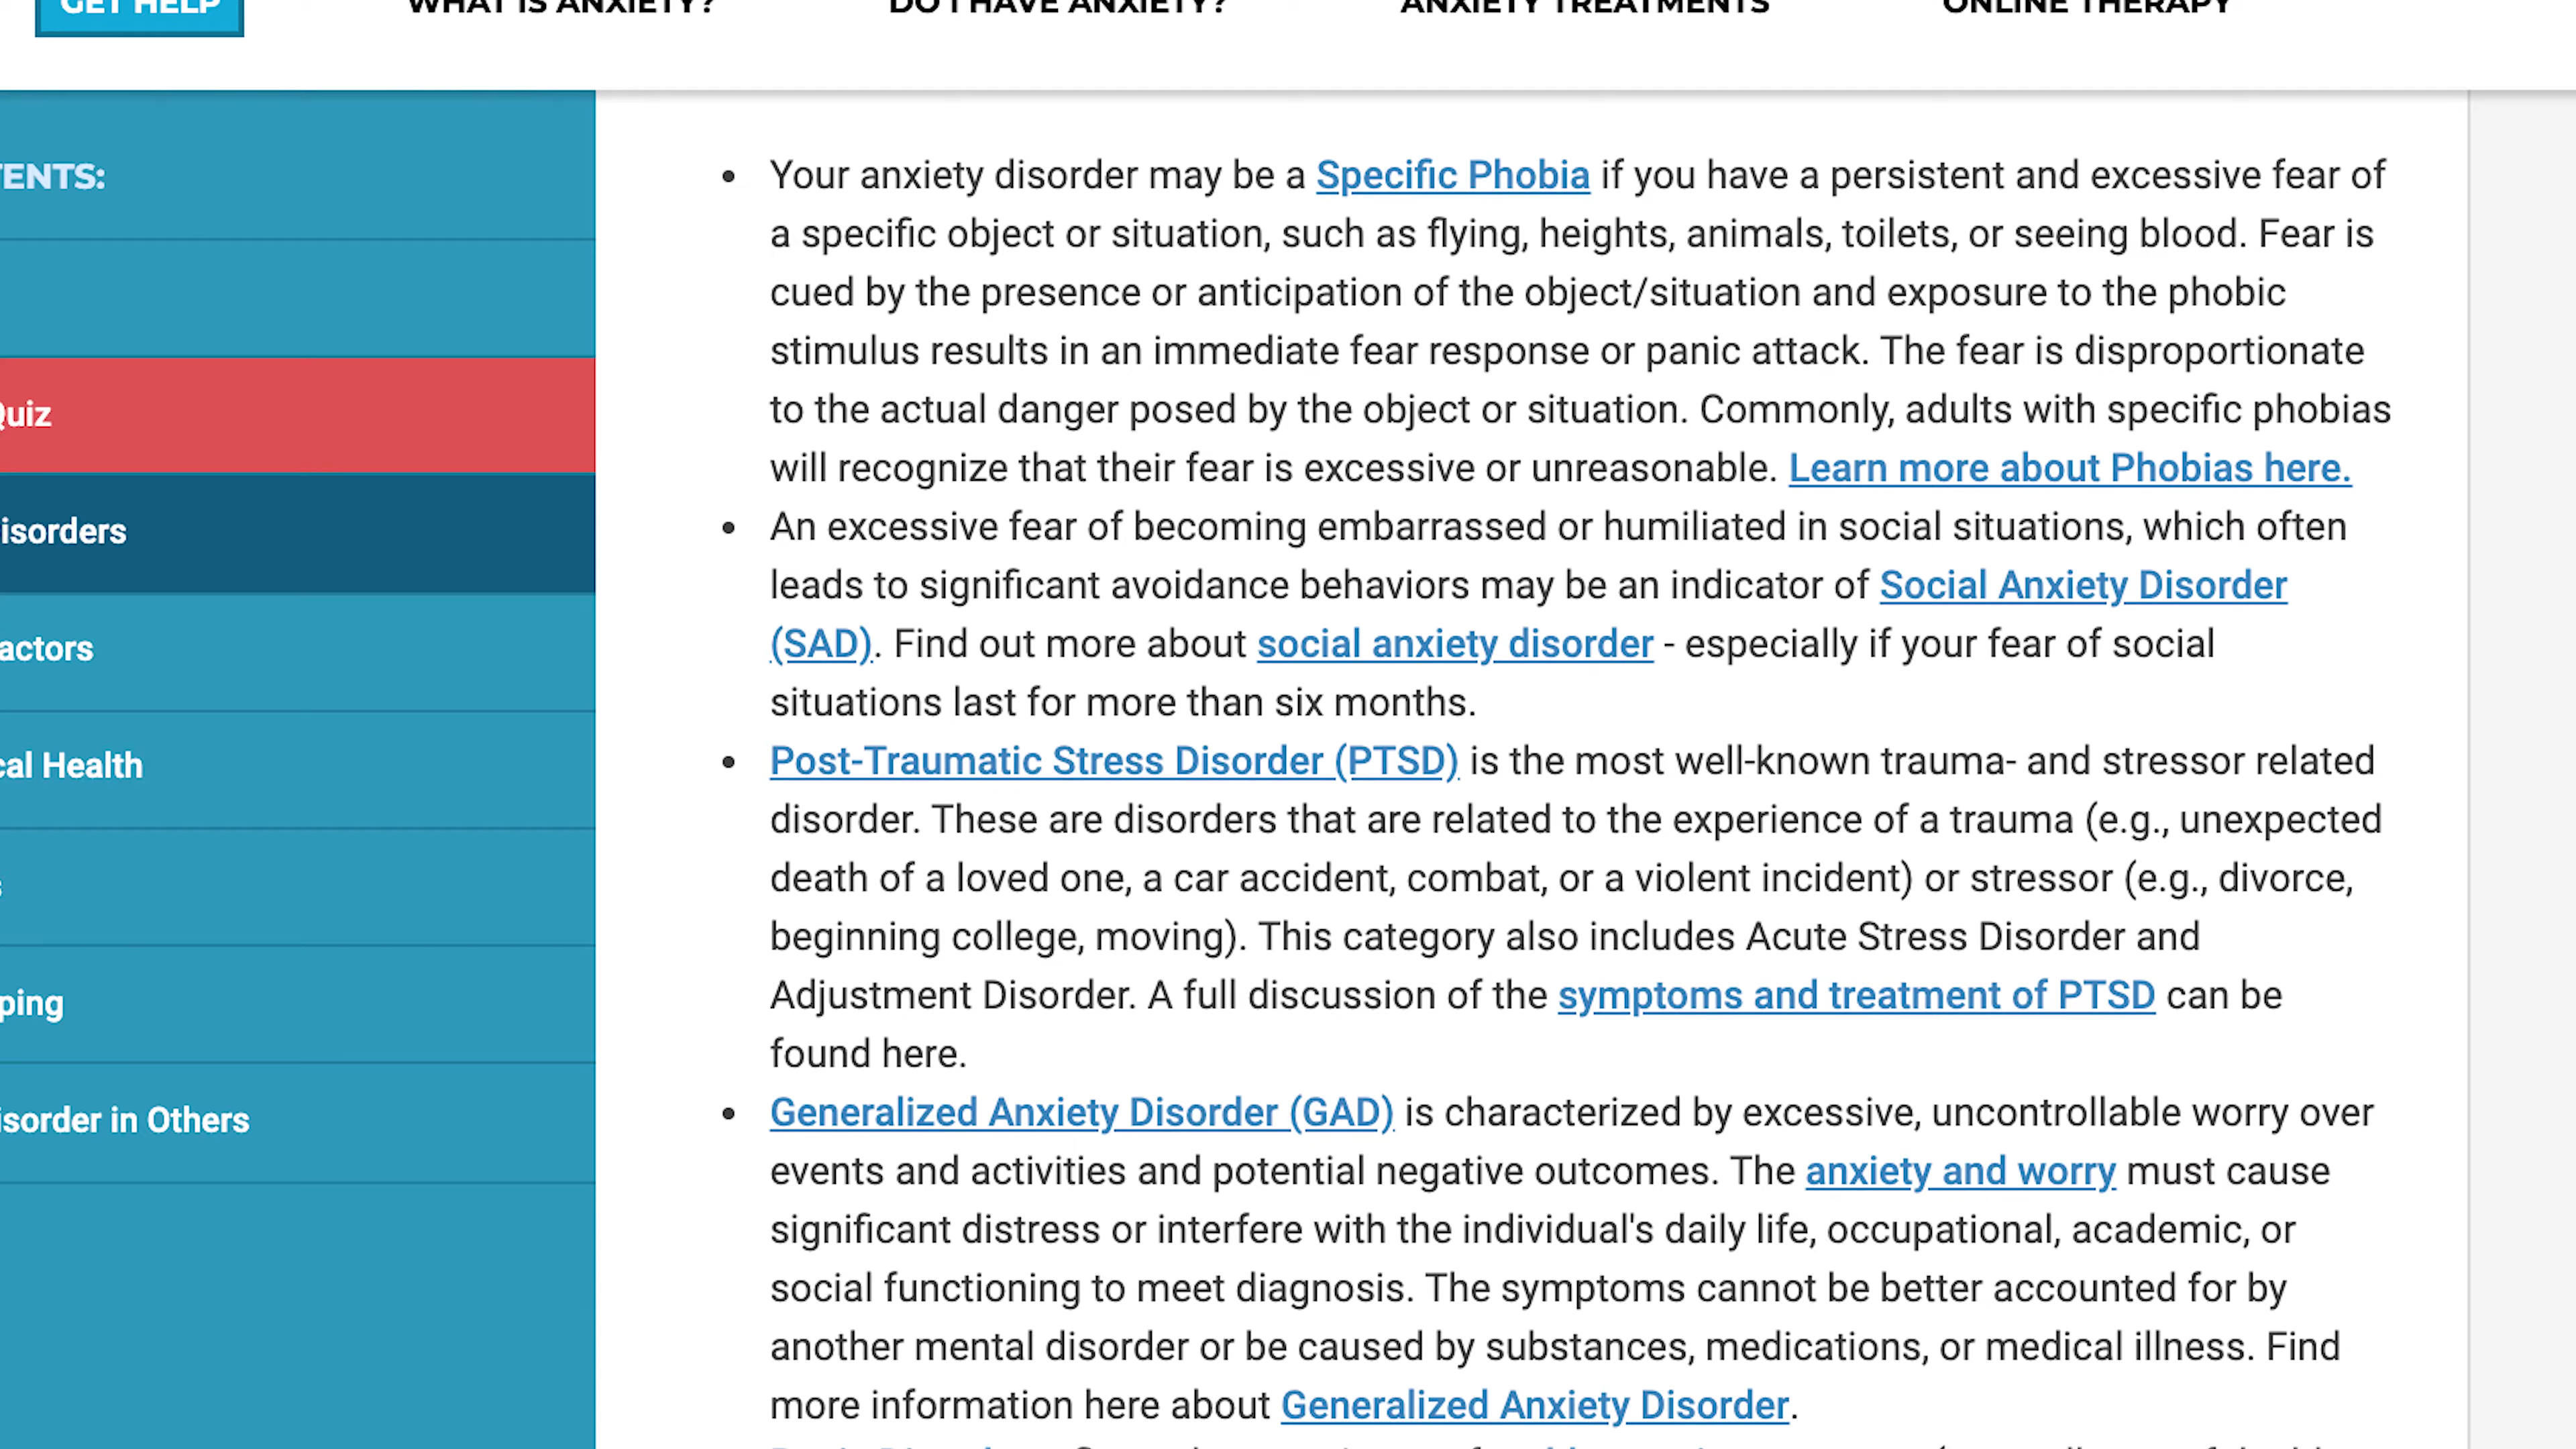 GET HELP
WHAT IS ANXIETY?
DO I HAVE ANXIETY?
ANXIETY TREATMENTS
ONLINE THERAPY
TENTS:
Quiz
isorders
actors
cal Health
s
ping
isorder in Others
• Your anxiety disorder may be a Specific Phobia if you have a persistent and excessive fear of
a specific object or situation, such as flying, heights, animals, toilets, or seeing blood. Fear is
cued by the presence or anticipation of the object/situation and exposure to the phobic
stimulus results in an immediate fear response or panic attack. The fear is disproportionate
to the actual danger posed by the object or situation. Commonly, adults with specific phobias
will recognize that their fear is excessive or unreasonable. Learn more about Phobias here.
• An excessive fear of becoming embarrassed or humiliated in social situations, which often
leads to significant avoidance behaviors may be an indicator of Social Anxiety Disorder
(SAD). Find out more about social anxiety disorder - especially if your fear of social
situations last for more than six months.
• Post-Traumatic Stress Disorder (PTSD) is the most well-known trauma- and stressor related
disorder. These are disorders that are related to the experience of a trauma (e.g., unexpected
death of a loved one, a car accident, combat, or a violent incident) or stressor (e.g., divorce,
beginning college, moving). This category also includes Acute Stress Disorder and
Adjustment Disorder. A full discussion of the symptoms and treatment of PTSD can be
found here.
• Generalized Anxiety Disorder (GAD) is characterized by excessive, uncontrollable worry over
events and activities and potential negative outcomes. The anxiety and worry must cause
significant distress or interfere with the individual's daily life, occupational, academic, or
social functioning to meet diagnosis. The symptoms cannot be better accounted for by
another mental disorder or be caused by substances, medications, or medical illness. Find
more information here about Generalized Anxiety Disorder.